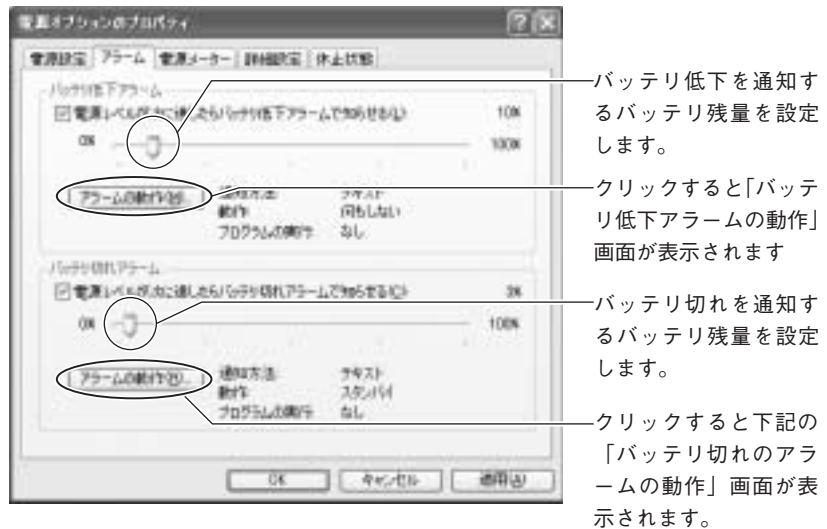 電源オプションのプロパティ
電源設定 アラーム 電源メーター 詳細設定 休止状態
バッテリ低下アラーム
電源レベルが次に達したらバッテリ低下アラームで知らせる(L) 10%
0% 100%
アラームの動作 通知方法 テキスト
動作 何もしない
プログラムの実行 なし
バッテリ切れアラーム
電源レベルが次に達したらバッテリ切れアラームで知らせる(C) 3%
0% 100%
アラームの動作 通知方法 テキスト
動作 スタンバイ
プログラムの実行 なし
OK キャンセル 適用(A)
バッテリ低下を通知す
るバッテリ残量を設定
します。
クリックすると「バッテ
リ低下アラームの動作」
画面が表示されます
バッテリ切れを通知す
るバッテリ残量を設定
します。
クリックすると下記の
「バッテリ切れのアラ
ームの動作」画面が表
示されます。